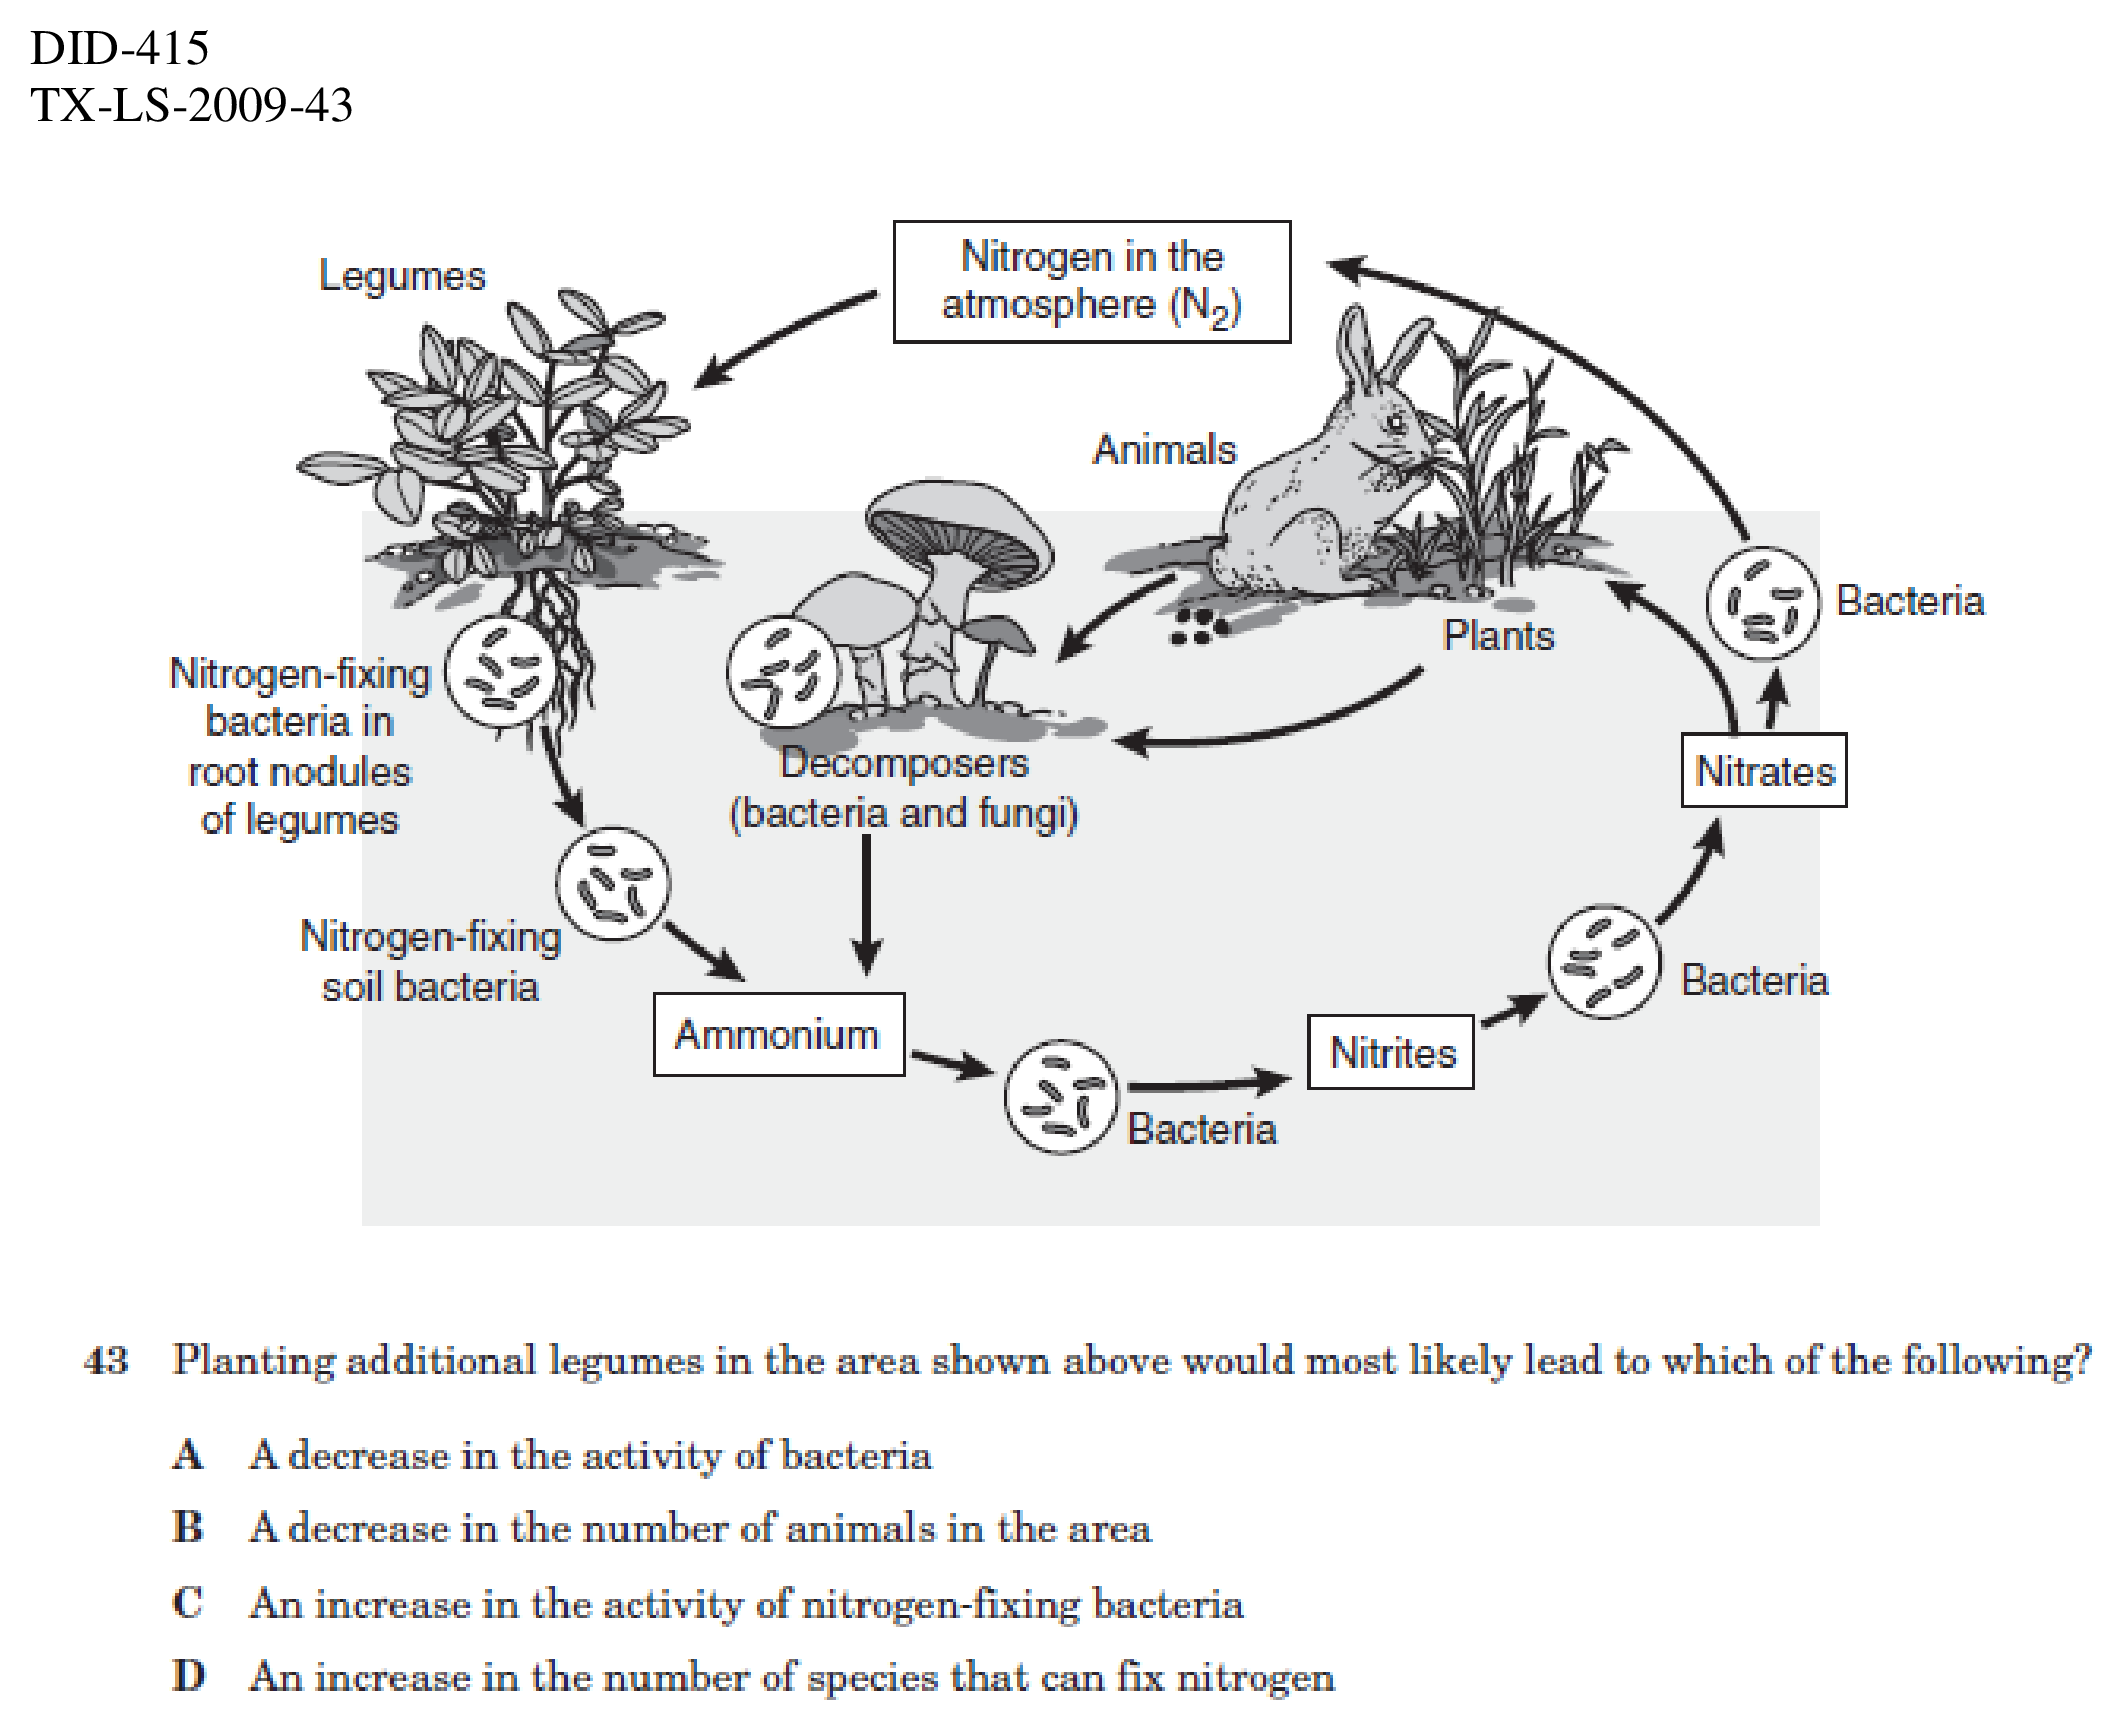 DID-415
TX-LS-2009-43
Nitrogen in the
atmosphere (N₂)
Legumes
Animals
Bacteria
Plants
Nitrogen-fixing
bacteria in
root nodules
of legumes
Decomposers
(bacteria and fungi)
Nitrates
Nitrogen-fixing
soil bacteria
Bacteria
Ammonium
Nitrites
Bacteria
43 Planting additional legumes in the area shown above would most likely lead to which of the following?
A A decrease in the activity of bacteria
B A decrease in the number of animals in the area
C An increase in the activity of nitrogen-fixing bacteria
D An increase in the number of species that can fix nitrogen